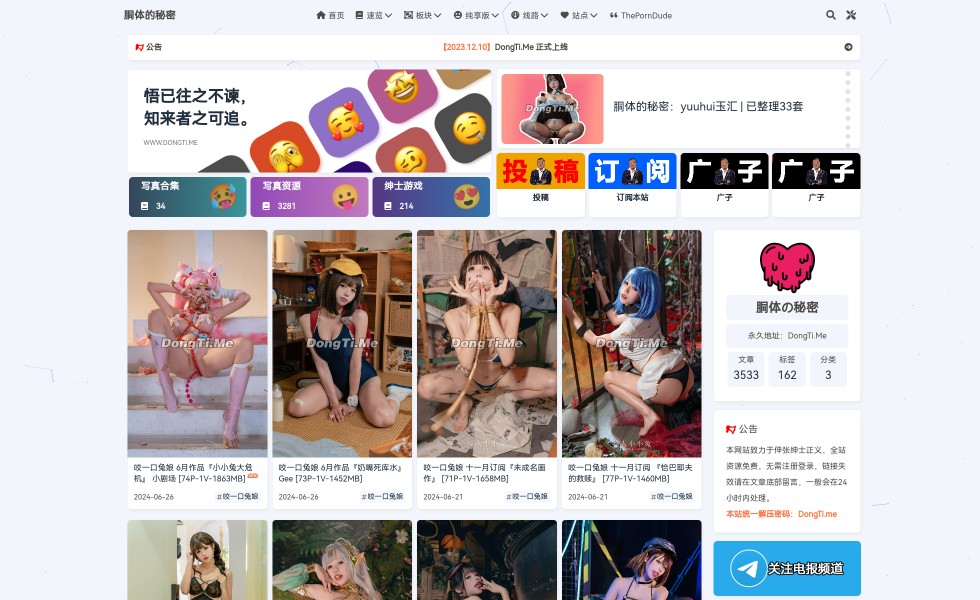 胴体的秘密
首页 速览 板块 纯享版 线路 站点 ThePornDude
公告
【2023.12.10】DongTi.Me 正式上线
悟已往之不谏，
知来者之可追。
WWW.DONGTI.ME
DongTi.Me
胴体的秘密：yuuhui玉汇 | 已整理33套
写真合集
34
写真资源
3281
绅士游戏
214
投稿
订阅
广子
广子
投稿
订阅本站
广子
广子
DongTi.Me
DongTi.Me
DongTi.Me
DongTi.Me
咬一口兔娘 6月作品『小小兔大危
机』 小剧场 [74P-1V-1863MB]
2024-06-26 #咬一口兔娘
咬一口兔娘 6月作品『奶嘴死库水』
Gee [73P-1V-1452MB]
2024-06-26 #咬一口兔娘
咬一口兔娘 十一月订阅『未成名画
作』 [71P-1V-1658MB]
2024-06-21 #咬一口兔娘
咬一口兔娘 十一月订阅 『恰巴耶夫
的救赎』 [77P-1V-1460MB]
2024-06-21 #咬一口兔娘
胴体の秘密
永久地址：DongTi.Me
文章 标签 分类
3533 162 3
公告
本网站致力于伸张绅士正义，全站
资源免费，无需注册登录，链接失
效请在文章底部留言，一般会在24
小时内处理。
本站统一解压密码：DongTi.me
关注电报频道